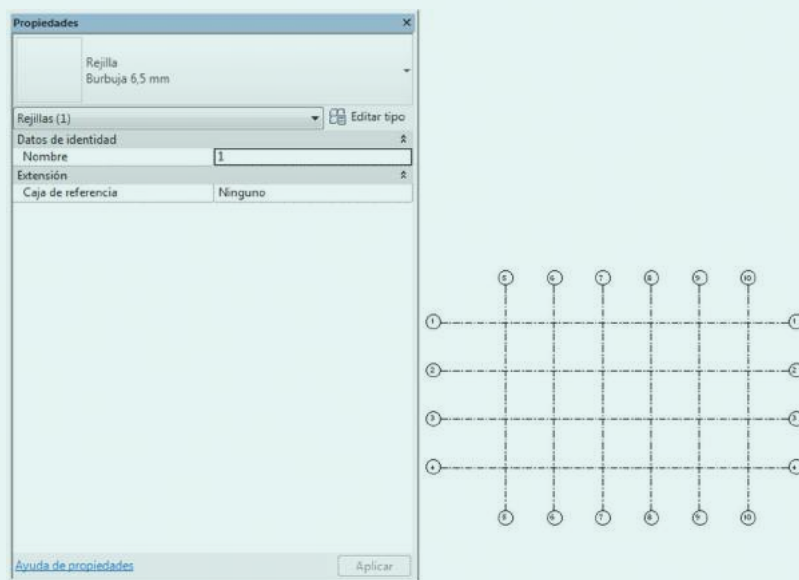 Propiedades
Rejilla
Burbuja 6,5 mm
Rejillas (1)
Editar tipo
Datos de identidad
Nombre 1
Extensión
Caja de referencia Ninguno
Ayuda de propiedades
Aplicar
5 6 7 8 9 10
1 1
2 2
3 3
4 4
5 6 7 8 9 10